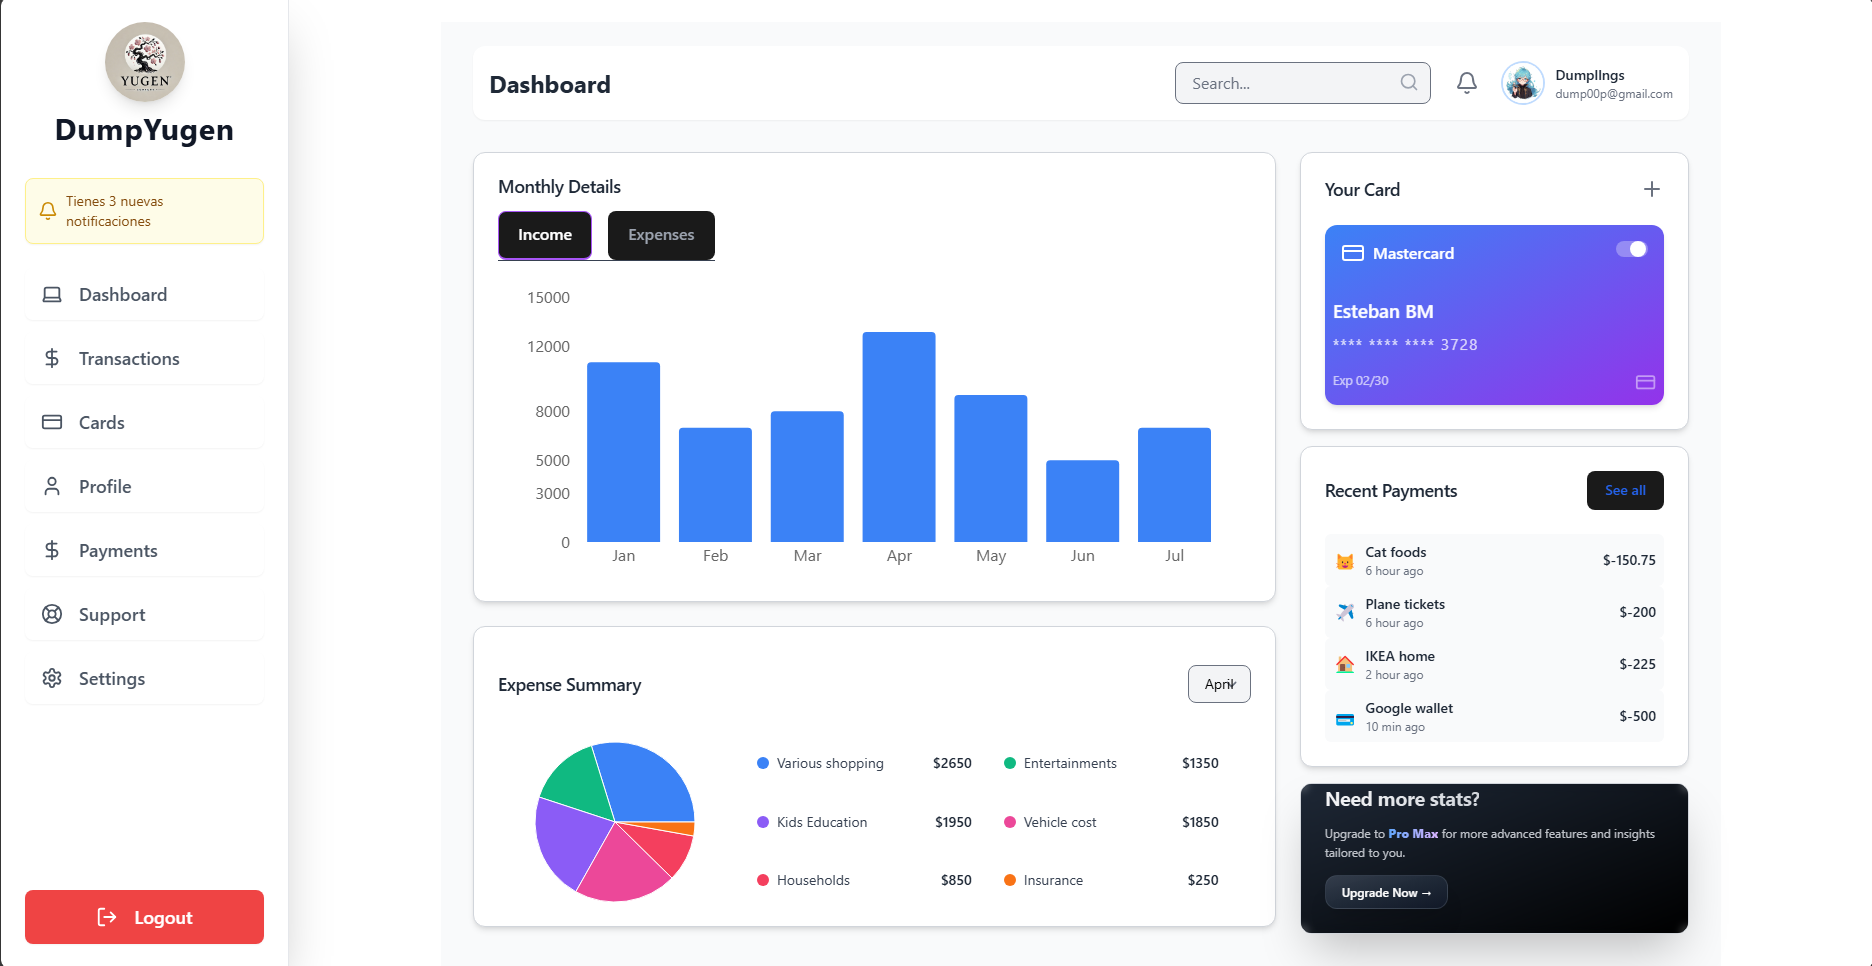 YUGEN
DumpYugen
Tienes 3 nuevas
notificaciones
Dashboard
Transactions
Cards
Profile
Payments
Support
Settings
Logout
Dashboard
Search...
DumplIngs
dump00p@gmail.com
Monthly Details
Income Expenses
15000
12000
8000
5000
3000
0
Jan Feb Mar Apr May Jun Jul
Expense Summary
April
Various shopping $2650 Entertainments $1350
Kids Education $1950 Vehicle cost $1850
Households $850 Insurance $250
Your Card
Mastercard
Esteban BM
**** **** **** 3728
Exp 02/30
Recent Payments
See all
Cat foods
6 hour ago
$-150.75
Plane tickets
6 hour ago
$-200
IKEA home
2 hour ago
$-225
Google wallet
10 min ago
$-500
Need more stats?
Upgrade to Pro Max for more advanced features and insights
tailored to you.
Upgrade Now →